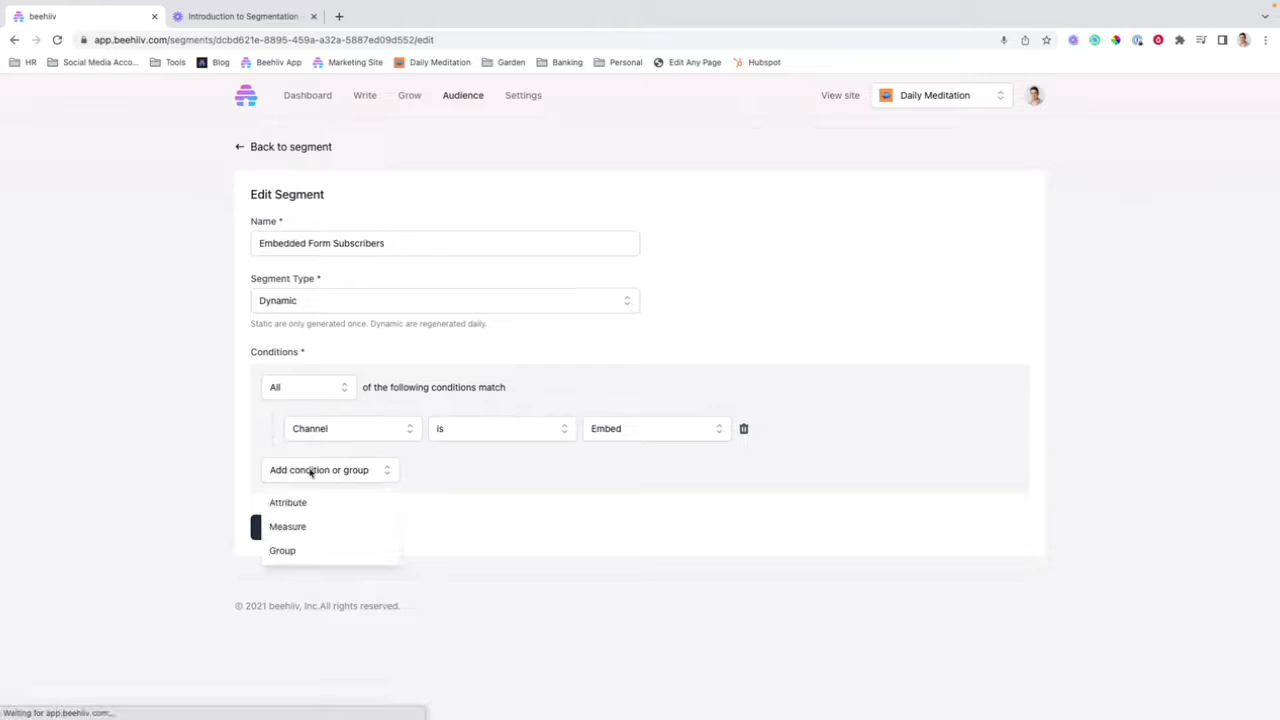 beehiiv
Introduction to Segmentation
app.beehiiv.com/segments/dcbd621e-8895-459a-a32a-5887ed09d552/edit
HR Social Media Acco... Tools Blog Beehiiv App Marketing Site Daily Meditation Garden Banking Personal Edit Any Page Hubspot
Dashboard Write Grow Audience Settings View site Daily Meditation
← Back to segment
Edit Segment
Name *
Embedded Form Subscribers
Segment Type *
Dynamic
Static are only generated once. Dynamic are regenerated daily.
Conditions *
All of the following conditions match
Channel is Embed
Add condition or group
Attribute
Measure
Group
© 2021 beehiiv, Inc.All rights reserved.
Waiting for app.beehiiv.com...